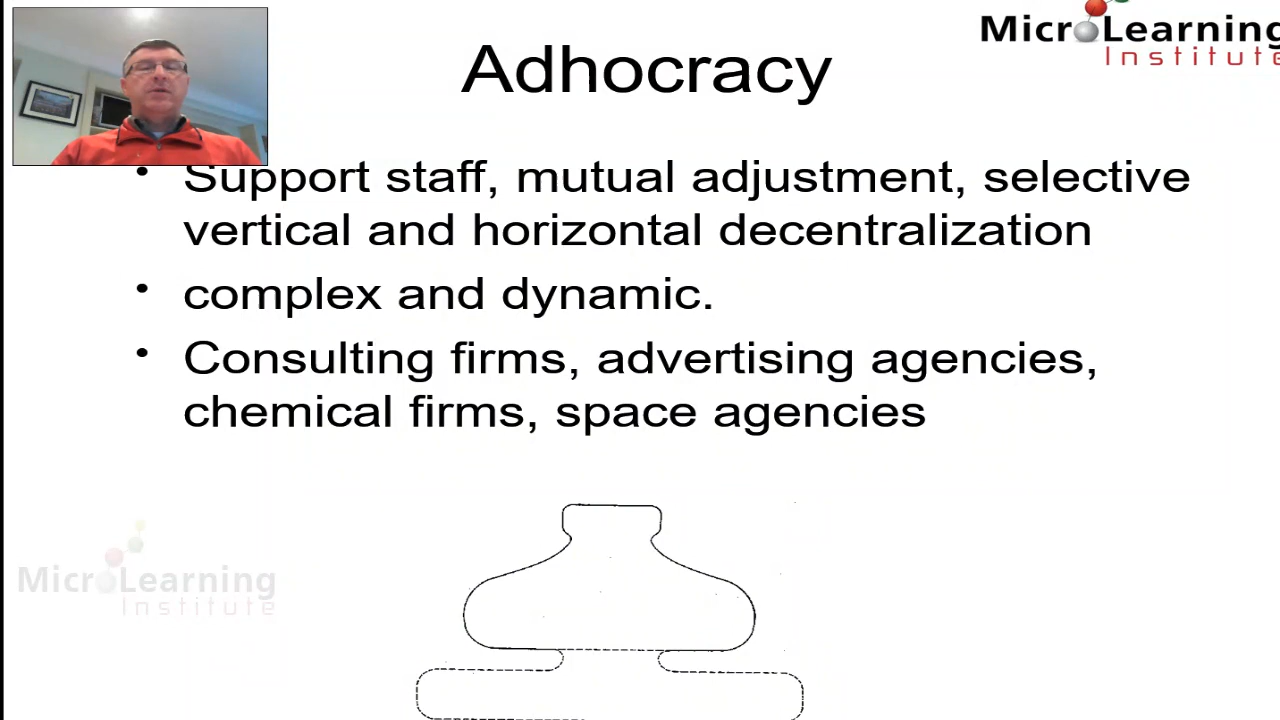 MicroLearning
Institute
Adhocracy
• Support staff, mutual adjustment, selective
vertical and horizontal decentralization
• complex and dynamic.
• Consulting firms, advertising agencies,
chemical firms, space agencies
MicroLearning
Institute